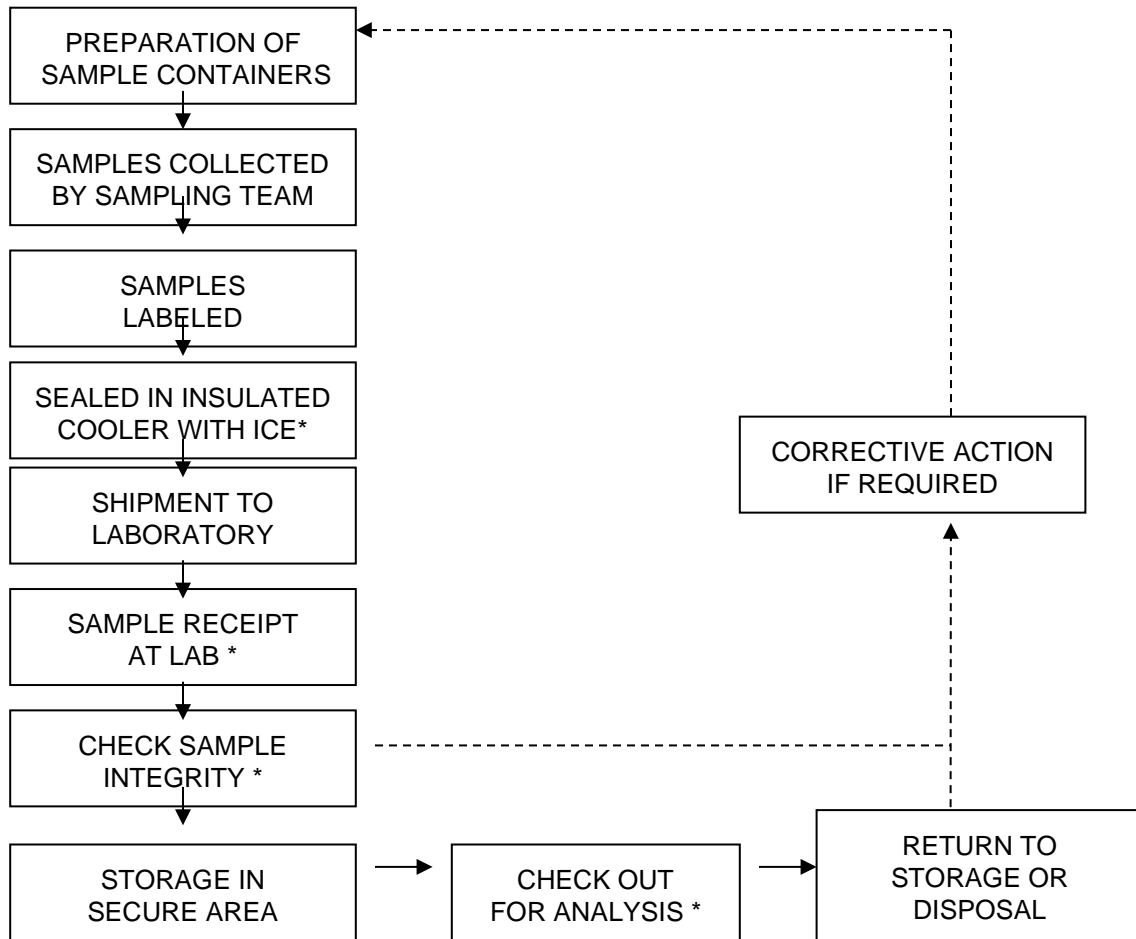 PREPARATION OF
SAMPLE CONTAINERS
SAMPLES COLLECTED
BY SAMPLING TEAM
SAMPLES
LABELED
SEALED IN INSULATED
COOLER WITH ICE*
SHIPMENT TO
LABORATORY
SAMPLE RECEIPT
AT LAB *
CHECK SAMPLE
INTEGRITY *
STORAGE IN
SECURE AREA
CHECK OUT
FOR ANALYSIS *
RETURN TO
STORAGE OR
DISPOSAL
CORRECTIVE ACTION
IF REQUIRED